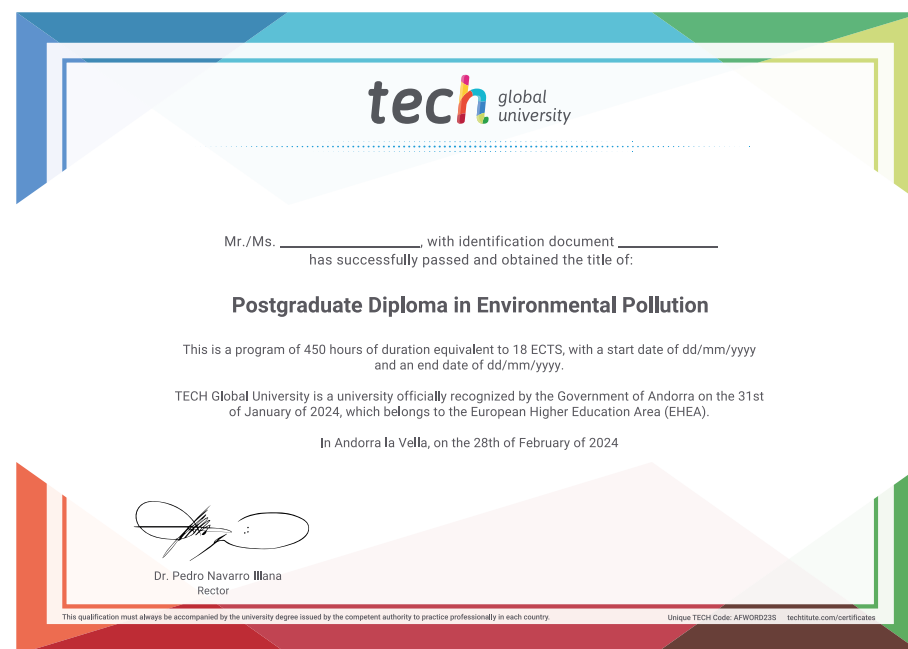 tech global university
Mr./Ms. ____________________, with identification document ______________
has successfully passed and obtained the title of:
Postgraduate Diploma in Environmental Pollution
This is a program of 450 hours of duration equivalent to 18 ECTS, with a start date of dd/mm/yyyy
and an end date of dd/mm/yyyy.
TECH Global University is a university officially recognized by the Government of Andorra on the 31st
of January of 2024, which belongs to the European Higher Education Area (EHEA).
In Andorra la Vella, on the 28th of February of 2024
Dr. Pedro Navarro Illana
Rector
This qualification must always be accompanied by the university degree issued by the competent authority to practice professionally in each country.
Unique TECH Code: AFWORD23S techtitute.com/certificates